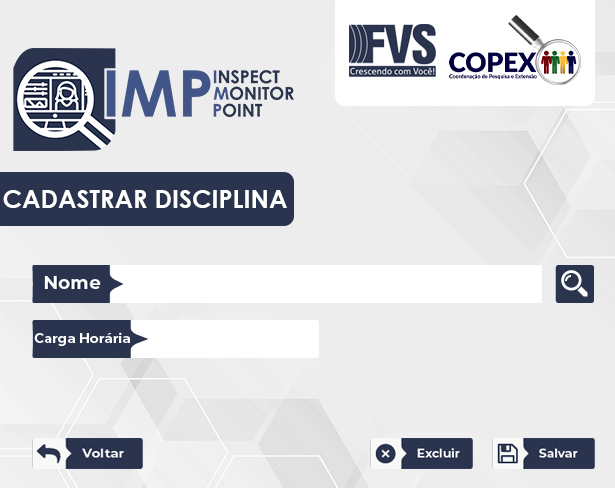 IMP
INSPECT
MONITOR
POINT
FVS
Crescendo com Você!
COPEX
Coordenação de Pesquisa e Extensão
CADASTRAR DISCIPLINA
Nome
Carga Horária
Voltar
Excluir
Salvar